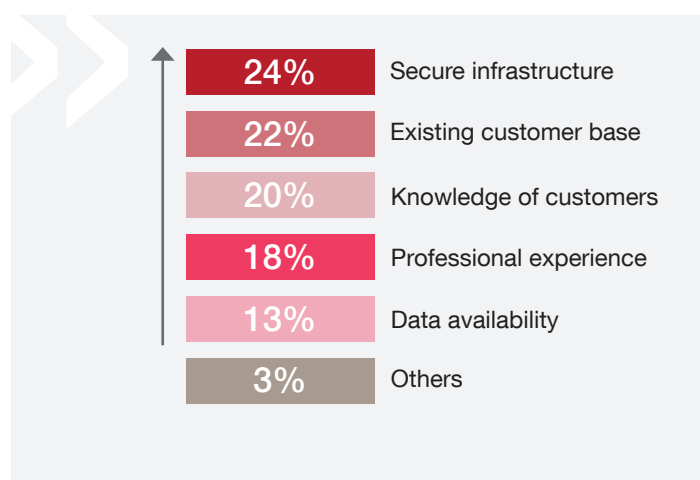 24% Secure infrastructure
22% Existing customer base
20% Knowledge of customers
18% Professional experience
13% Data availability
3% Others